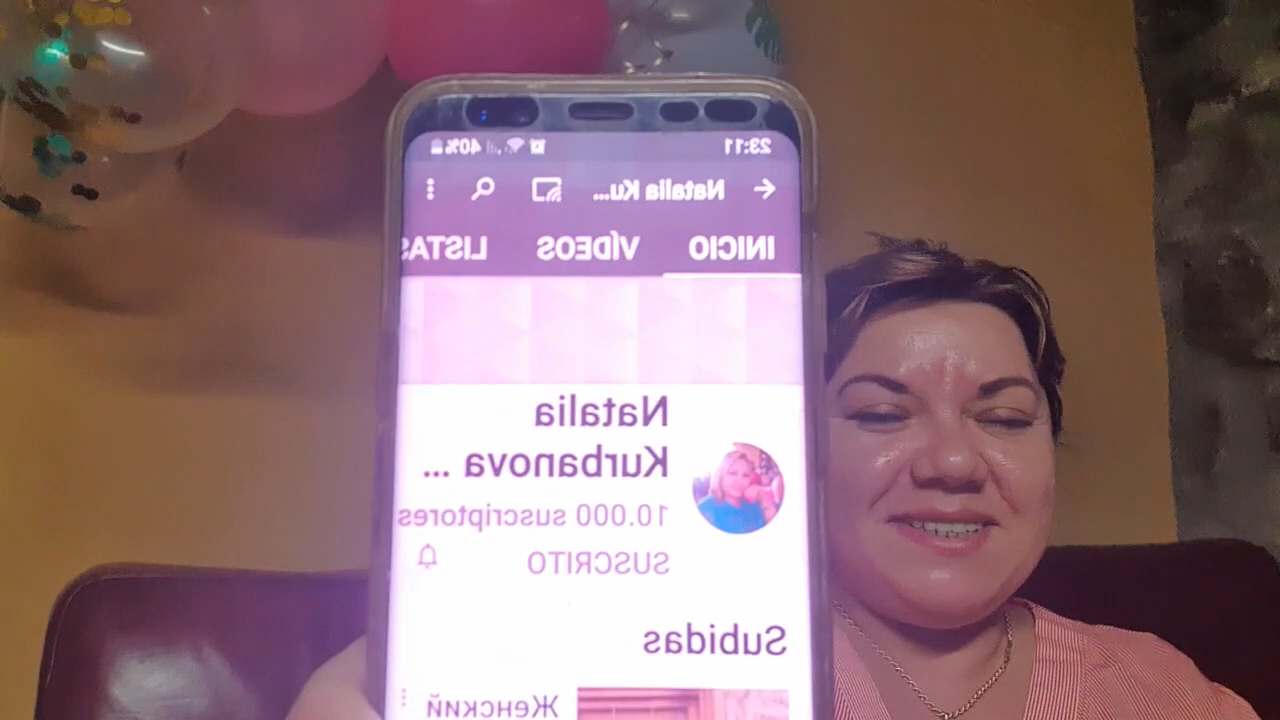 23:11 40%
Natalia Ku...
INICIO VÍDEOS LISTAS
Natalia
Kurbanova ...
10.000 suscriptores
SUSCRITO
Subidas
Женский